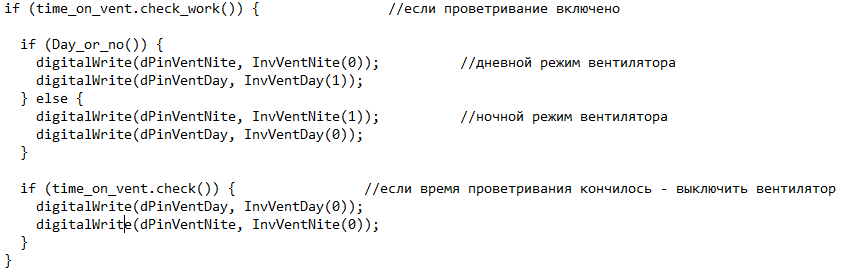 if (time_on_vent.check_work()) {                //если проветривание включено
  if (Day_or_no()) {
    digitalWrite(dPinVentNite, InvVentNite(0));          //дневной режим вентилятора
    digitalWrite(dPinVentDay, InvVentDay(1));
  } else {
    digitalWrite(dPinVentNite, InvVentNite(1));          //ночной режим вентилятора
    digitalWrite(dPinVentDay, InvVentDay(0));
  }
  if (time_on_vent.check()) {                //если время проветривания кончилось - выключить вентилятор
    digitalWrite(dPinVentDay, InvVentDay(0));
    digitalWrite(dPinVentNite, InvVentNite(0));
  }
}